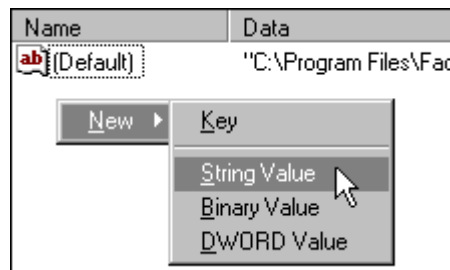 Name Data
ab (Default) "C:\Program Files\Fac
New Key
String Value
Binary Value
DWORD Value